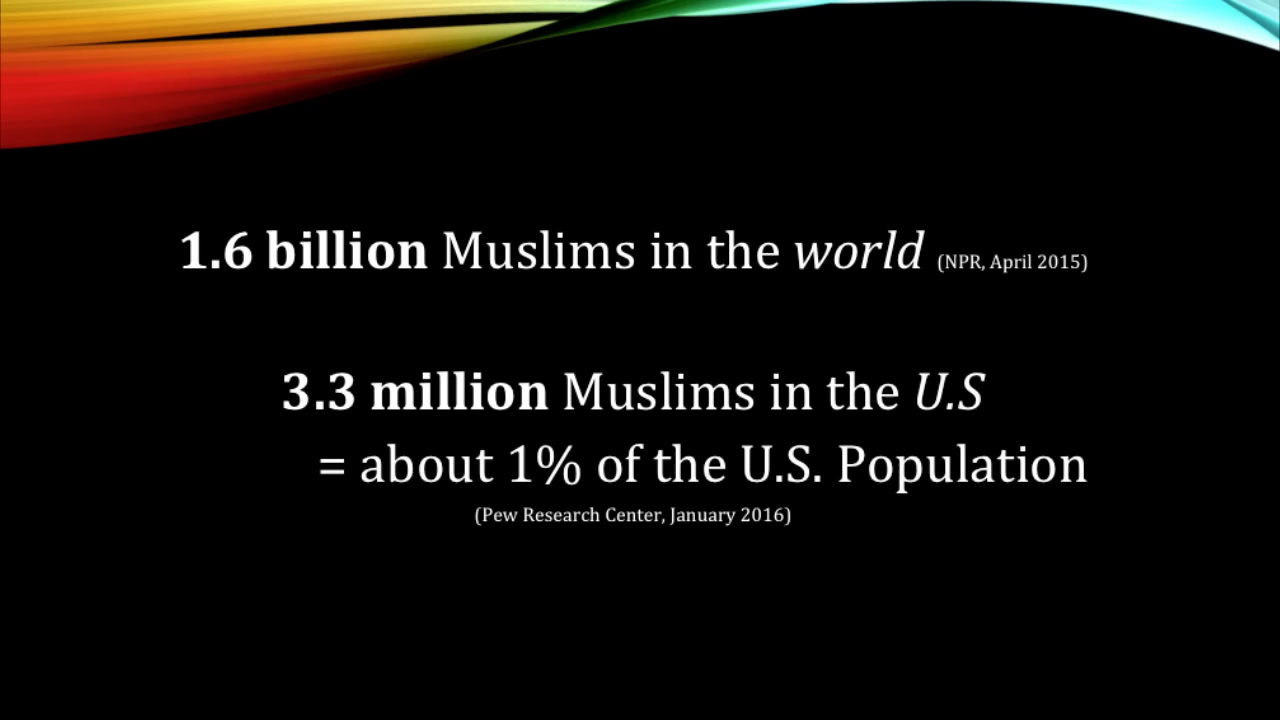 1.6 billion Muslims in the world (NPR, April 2015)
3.3 million Muslims in the U.S
= about 1% of the U.S. Population
(Pew Research Center, January 2016)